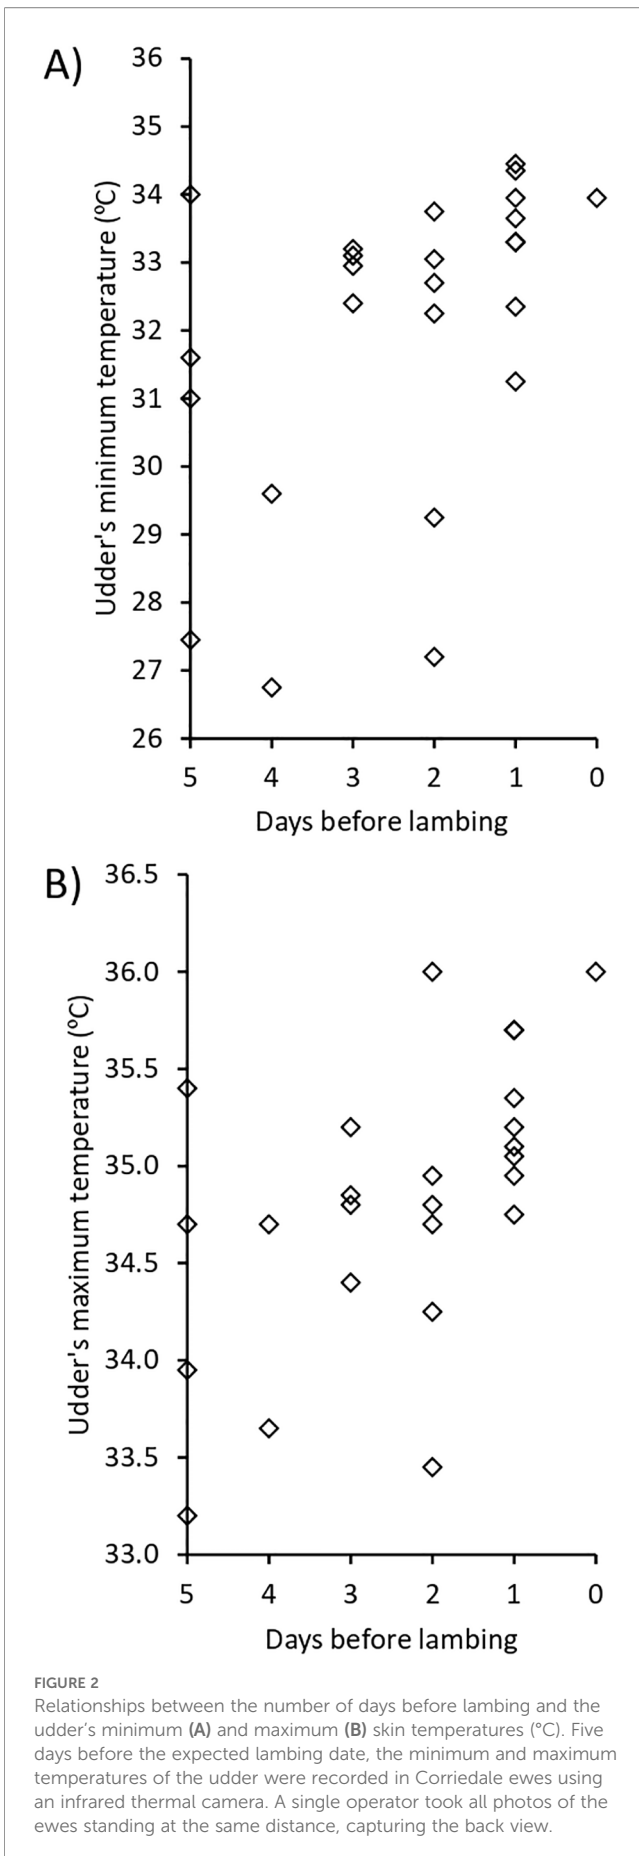 A)
36
35
34
33
32
31
30
29
28
27
26
Udder's minimum temperature (ºC)
5 4 3 2 1 0
Days before lambing
B)
36.5
36.0
35.5
35.0
34.5
34.0
33.5
33.0
Udder's maximum temperature (ºC)
5 4 3 2 1 0
Days before lambing
FIGURE 2
Relationships between the number of days before lambing and the
udder’s minimum (A) and maximum (B) skin temperatures (°C). Five
days before the expected lambing date, the minimum and maximum
temperatures of the udder were recorded in Corriedale ewes using
an infrared thermal camera. A single operator took all photos of the
ewes standing at the same distance, capturing the back view.